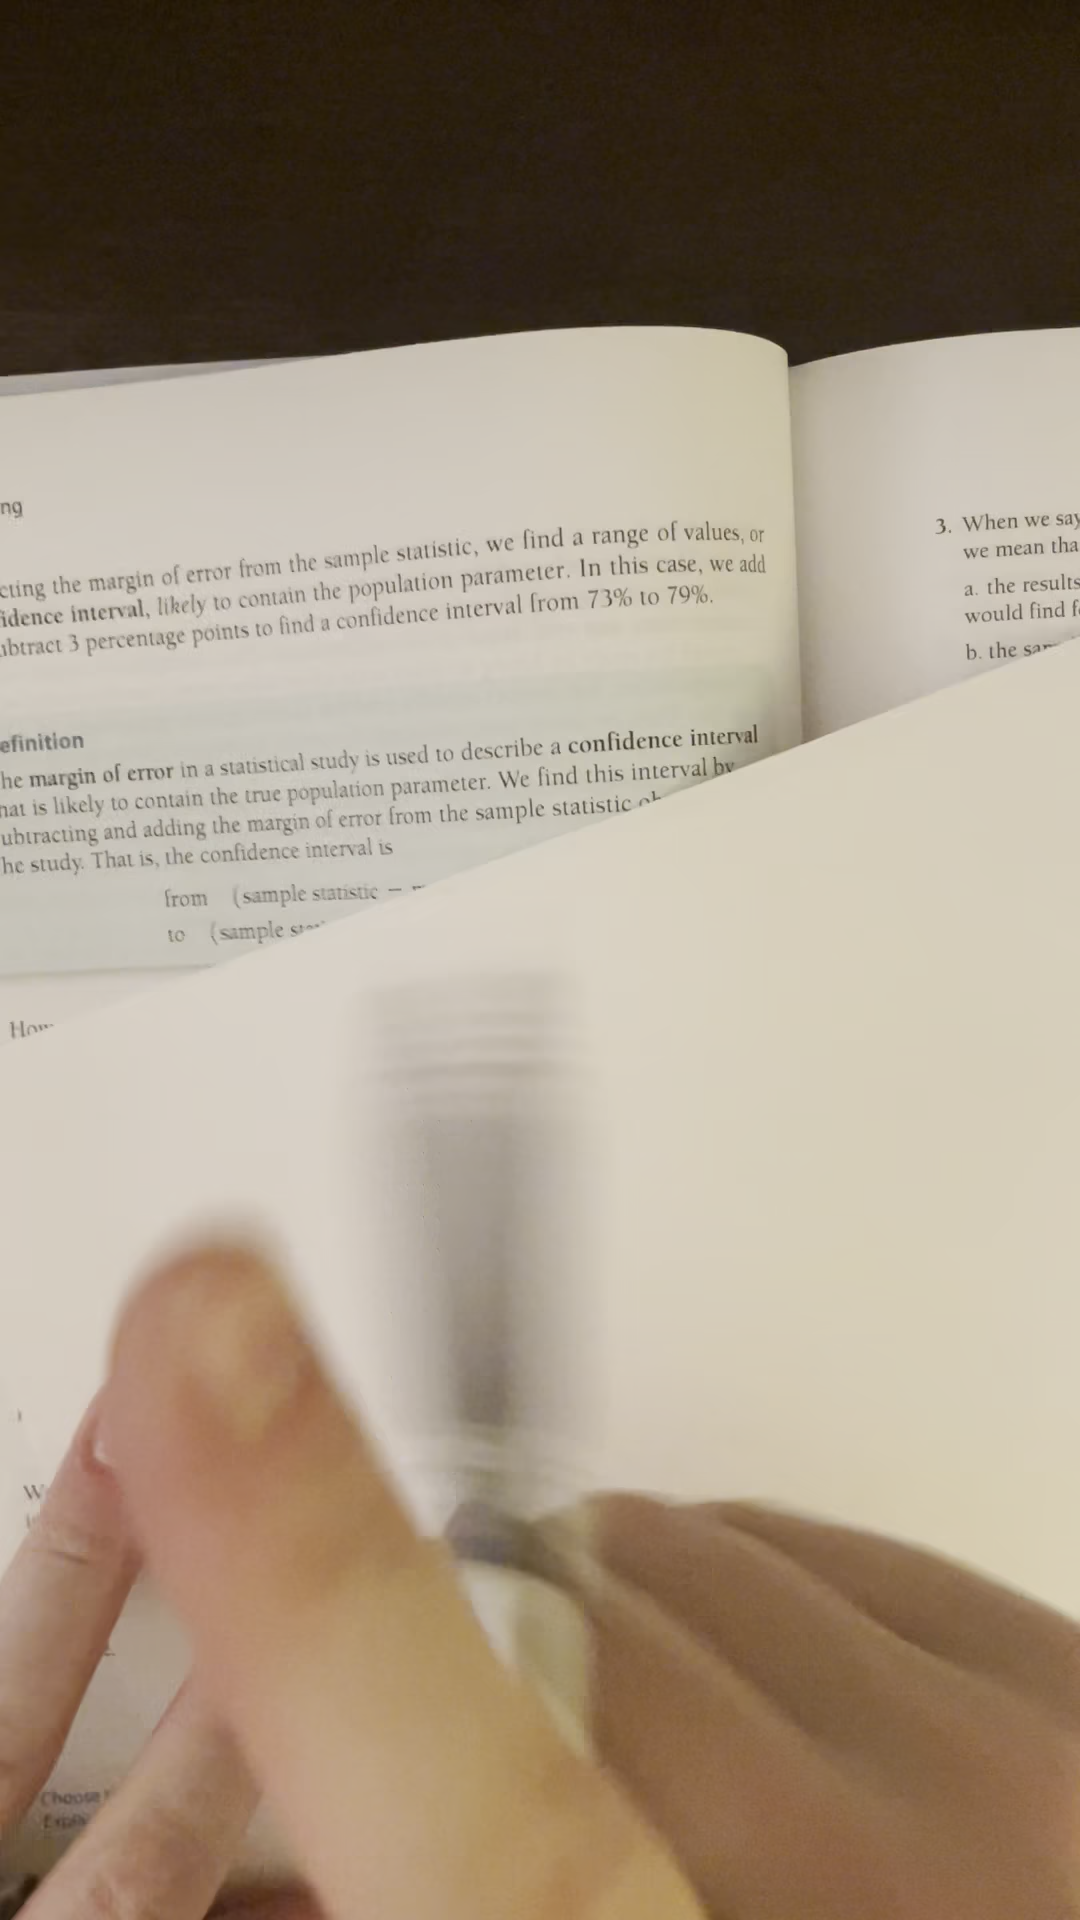 ng
cting the margin of error from the sample statistic, we find a range of values, or
idence interval, likely to contain the population parameter. In this case, we add
ubtract 3 percentage points to find a confidence interval from 73% to 79%.
efinition
he margin of error in a statistical study is used to describe a confidence interval
hat is likely to contain the true population parameter. We find this interval by
ubtracting and adding the margin of error from the sample statistic
he study. That is, the confidence interval is
from (sample statistic –
to (sample
Choose
3. When we say
we mean tha
a. the results
would find f
b. the